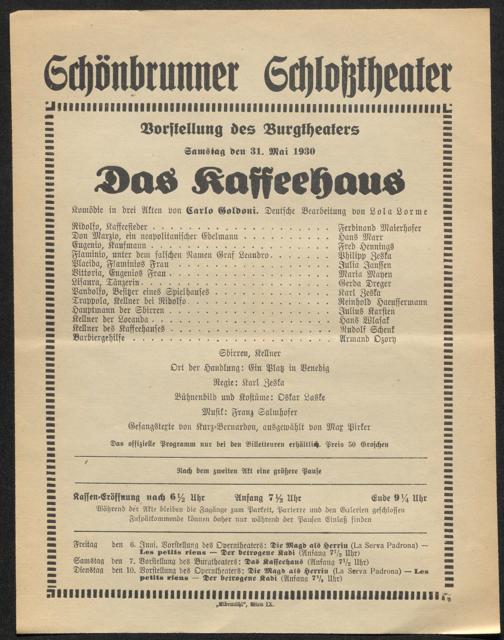 Schönbrunner Schloßtheater
Vorstellung des Burgtheaters
Samstag den 31. Mai 1930
Das Kaffeehaus
Komödie in drei Akten von Carlo Goldoni. Deutsche Bearbeitung von Lola Lorme
Ridolfo, Kaffeesieder Ferdinand Maierhofer
Don Marzio, ein neapolitanischer Edelmann Hans Marr
Eugenio, Kaufmann Fred Hennings
Flaminio, unter dem falschen Namen Graf Leandro Philipp Zeska
Placida, Flaminios Frau Julia Janssen
Vittoria, Eugenios Frau Maria Mayen
Lisaura, Tänzerin Gerda Dreger
Pandolfo, Besitzer eines Spielhauses Karl Zeska
Trappola, Kellner bei Ridolfo Reinhold Haeussermann
Hauptmann der Sbirren Julius Karsten
Kellner der Locanda Hans Wlasak
Kellner des Kaffeehauses Rudolf Schenk
Barbiergehilfe Armand Ozory
Sbirren, Kellner
Ort der Handlung: Ein Platz in Venedig
Regie: Karl Zeska
Bühnenbild und Kostüme: Oskar Laske
Musik: Franz Salmhofer
Gesangstexte von Kurz-Bernardon, ausgewählt von Max Pirker
Das offizielle Programm nur bei den Billetteuren erhältlich. Preis 50 Groschen
Nach dem zweiten Akt eine größere Pause
Kassen-Eröffnung nach 6½ Uhr Anfang 7½ Uhr Ende 9¼ Uhr
Während der Akte bleiben die Zugänge zum Parkett, Parterre und den Galerien geschlossen
Zuspätkommende können daher nur während der Pausen Einlaß finden
Freitag den 6. Juni. Vorstellung des Operntheaters: Die Magd als Herrin (La Serva Padrona) —
Les petits riens — Der betrogene Kadi (Anfang 7½ Uhr)
Samstag den 7. Vorstellung des Burgtheaters: Das Kaffeehaus (Anfang 7½ Uhr)
Dienstag den 10. Vorstellung des Operntheaters: Die Magd als Herrin (La Serva Padrona) — Les
petits riens — Der betrogene Kadi (Anfang 7½ Uhr)
„Elbemühl", Wien IX.